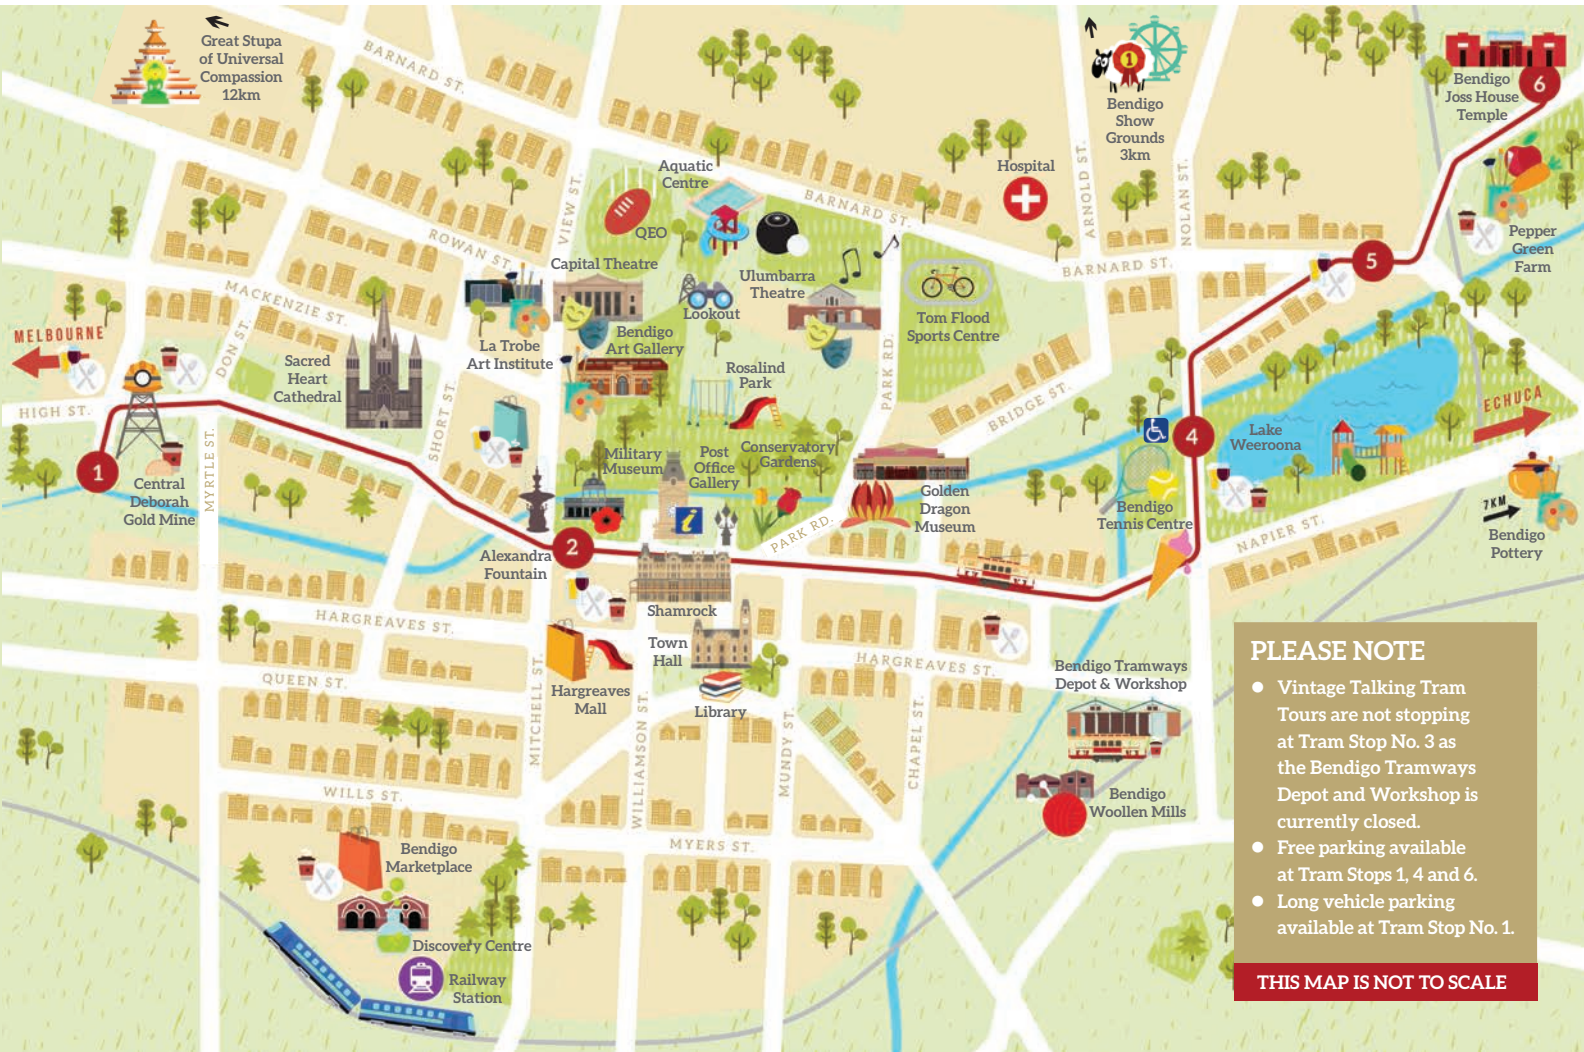 Great Stupa
of Universal
Compassion
12km
BARNARD ST.
Bendigo
Show
Grounds
3km
Bendigo
Joss House
Temple
6
1
Aquatic
Centre
Hospital
VIEW ST.
QEO
BARNARD ST.
ARNOLD ST.
NOLAN ST.
Pepper
Green
Farm
ROWAN ST.
Capital Theatre
Ulumbarra
Theatre
BARNARD ST.
5
MACKENZIE ST.
Lookout
Tom Flood
Sports Centre
MELBOURNE
DON ST.
La Trobe
Art Institute
Bendigo
Art Gallery
PARK RD.
Sacred
Heart
Cathedral
Rosalind
Park
BRIDGE ST.
ECHUCA
HIGH ST.
SHORT ST.
MYRTLE ST.
4
Lake
Weeroona
1
Central
Deborah
Gold Mine
Military
Museum
Post
Office
Gallery
Conservatory
Gardens
Golden
Dragon
Museum
Bendigo
Tennis Centre
7KM
Bendigo
Pottery
i
PARK RD.
NAPIER ST.
Alexandra
Fountain
2
Shamrock
HARGREAVES ST.
Town
Hall
HARGREAVES ST.
Bendigo Tramways
Depot & Workshop
QUEEN ST.
Hargreaves
Mall
Library
MITCHELL ST.
WILLIAMSON ST.
MUNDY ST.
CHAPEL ST.
WILLS ST.
Bendigo
Woollen Mills
MYERS ST.
Bendigo
Marketplace
Discovery Centre
Railway
Station
PLEASE NOTE
● Vintage Talking Tram
Tours are not stopping
at Tram Stop No. 3 as
the Bendigo Tramways
Depot and Workshop is
currently closed.
● Free parking available
at Tram Stops 1, 4 and 6.
● Long vehicle parking
available at Tram Stop No. 1.
THIS MAP IS NOT TO SCALE